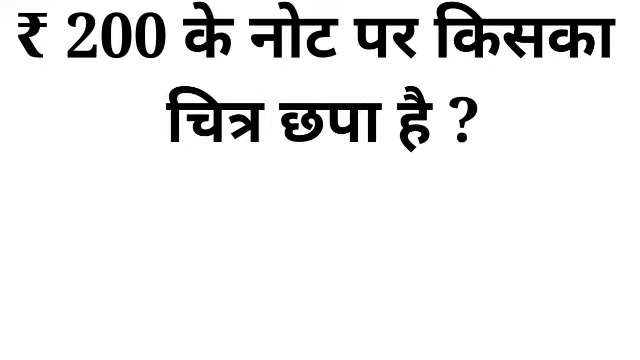 ₹ 200 के नोट पर किसका
चित्र छपा है ?